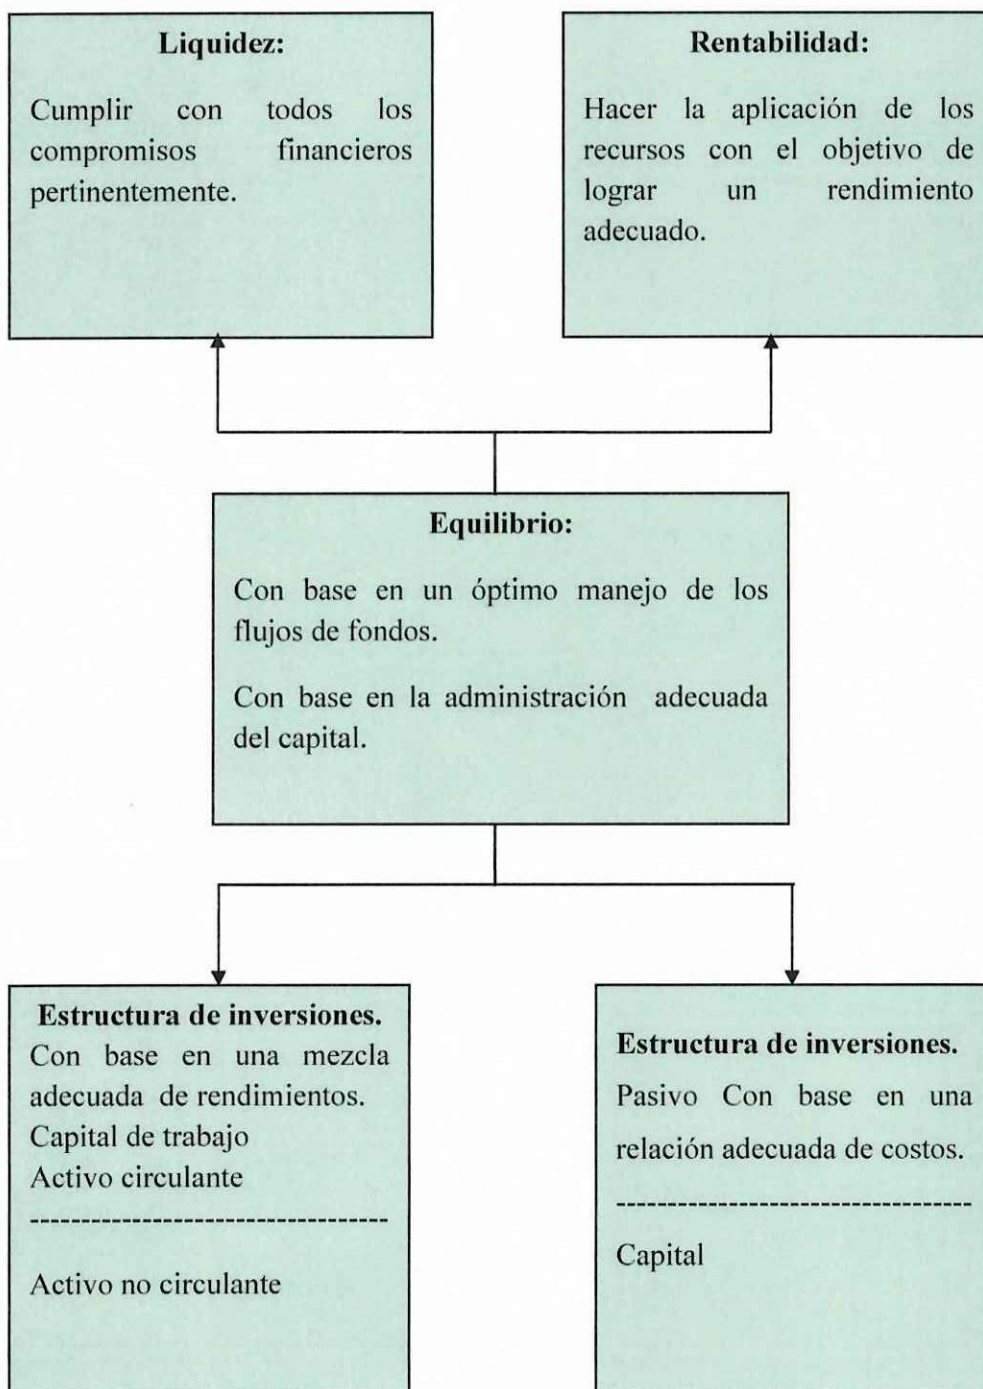 Liquidez:
Cumplir con todos los
compromisos financieros
pertinentemente.
Rentabilidad:
Hacer la aplicación de los
recursos con el objetivo de
lograr un rendimiento
adecuado.
Equilibrio:
Con base en un óptimo manejo de los
flujos de fondos.
Con base en la administración adecuada
del capital.
Estructura de inversiones.
Con base en una mezcla
adecuada de rendimientos.
Capital de trabajo
Activo circulante
-----------------------------------
Activo no circulante
Estructura de inversiones.
Pasivo Con base en una
relación adecuada de costos.
-----------------------------------
Capital